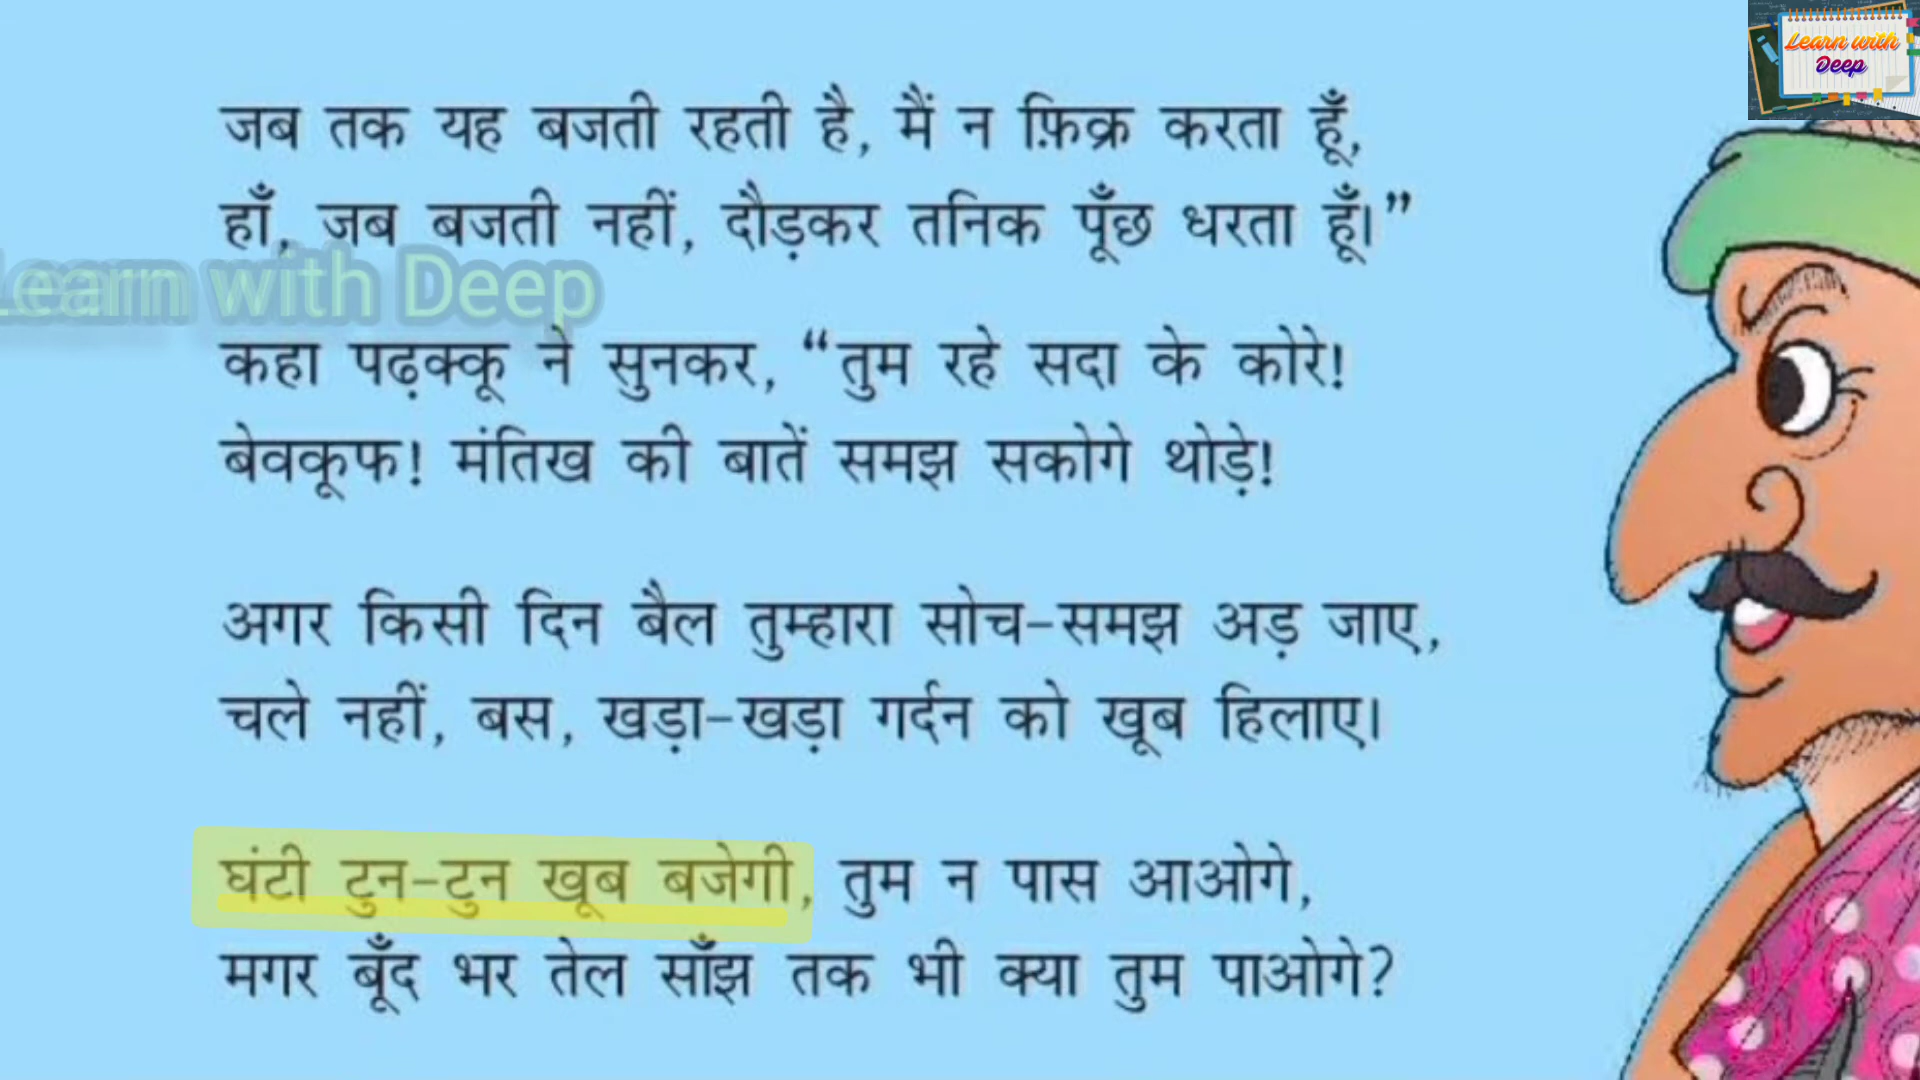 Learn with
Deep
जब तक यह बजती रहती है, मैं न फ़िक्र करता हूँ,
हाँ, जब बजती नहीं, दौड़कर तनिक पूँछ धरता हूँ।”
Learn with Deep
कहा पढ़क्कू ने सुनकर, “तुम रहे सदा के कोरे!
बेवकूफ! मंतिख की बातें समझ सकोगे थोड़े!
अगर किसी दिन बैल तुम्हारा सोच-समझ अड़ जाए,
चले नहीं, बस, खड़ा-खड़ा गर्दन को खूब हिलाए।
घंटी टुन-टुन खूब बजेगी, तुम न पास आओगे,
मगर बूँद भर तेल साँझ तक भी क्या तुम पाओगे?